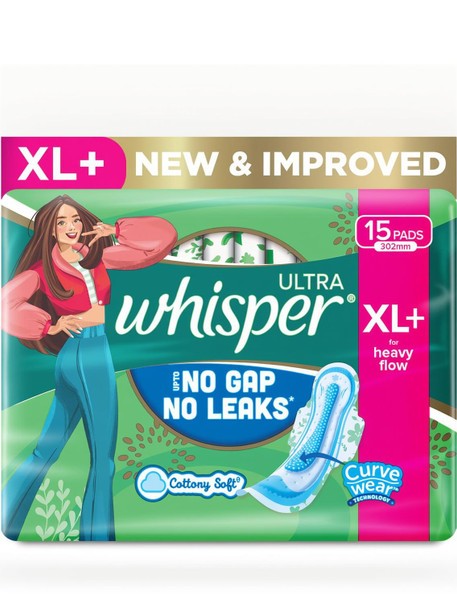 XL+ NEW & IMPROVED
15 PADS
302mm
ULTRA
whisper®
XL+
for
heavy
flow
UPTO NO GAP
NO LEAKS*
Cottony Soft◊
Curve
wear™
TECHNOLOGY